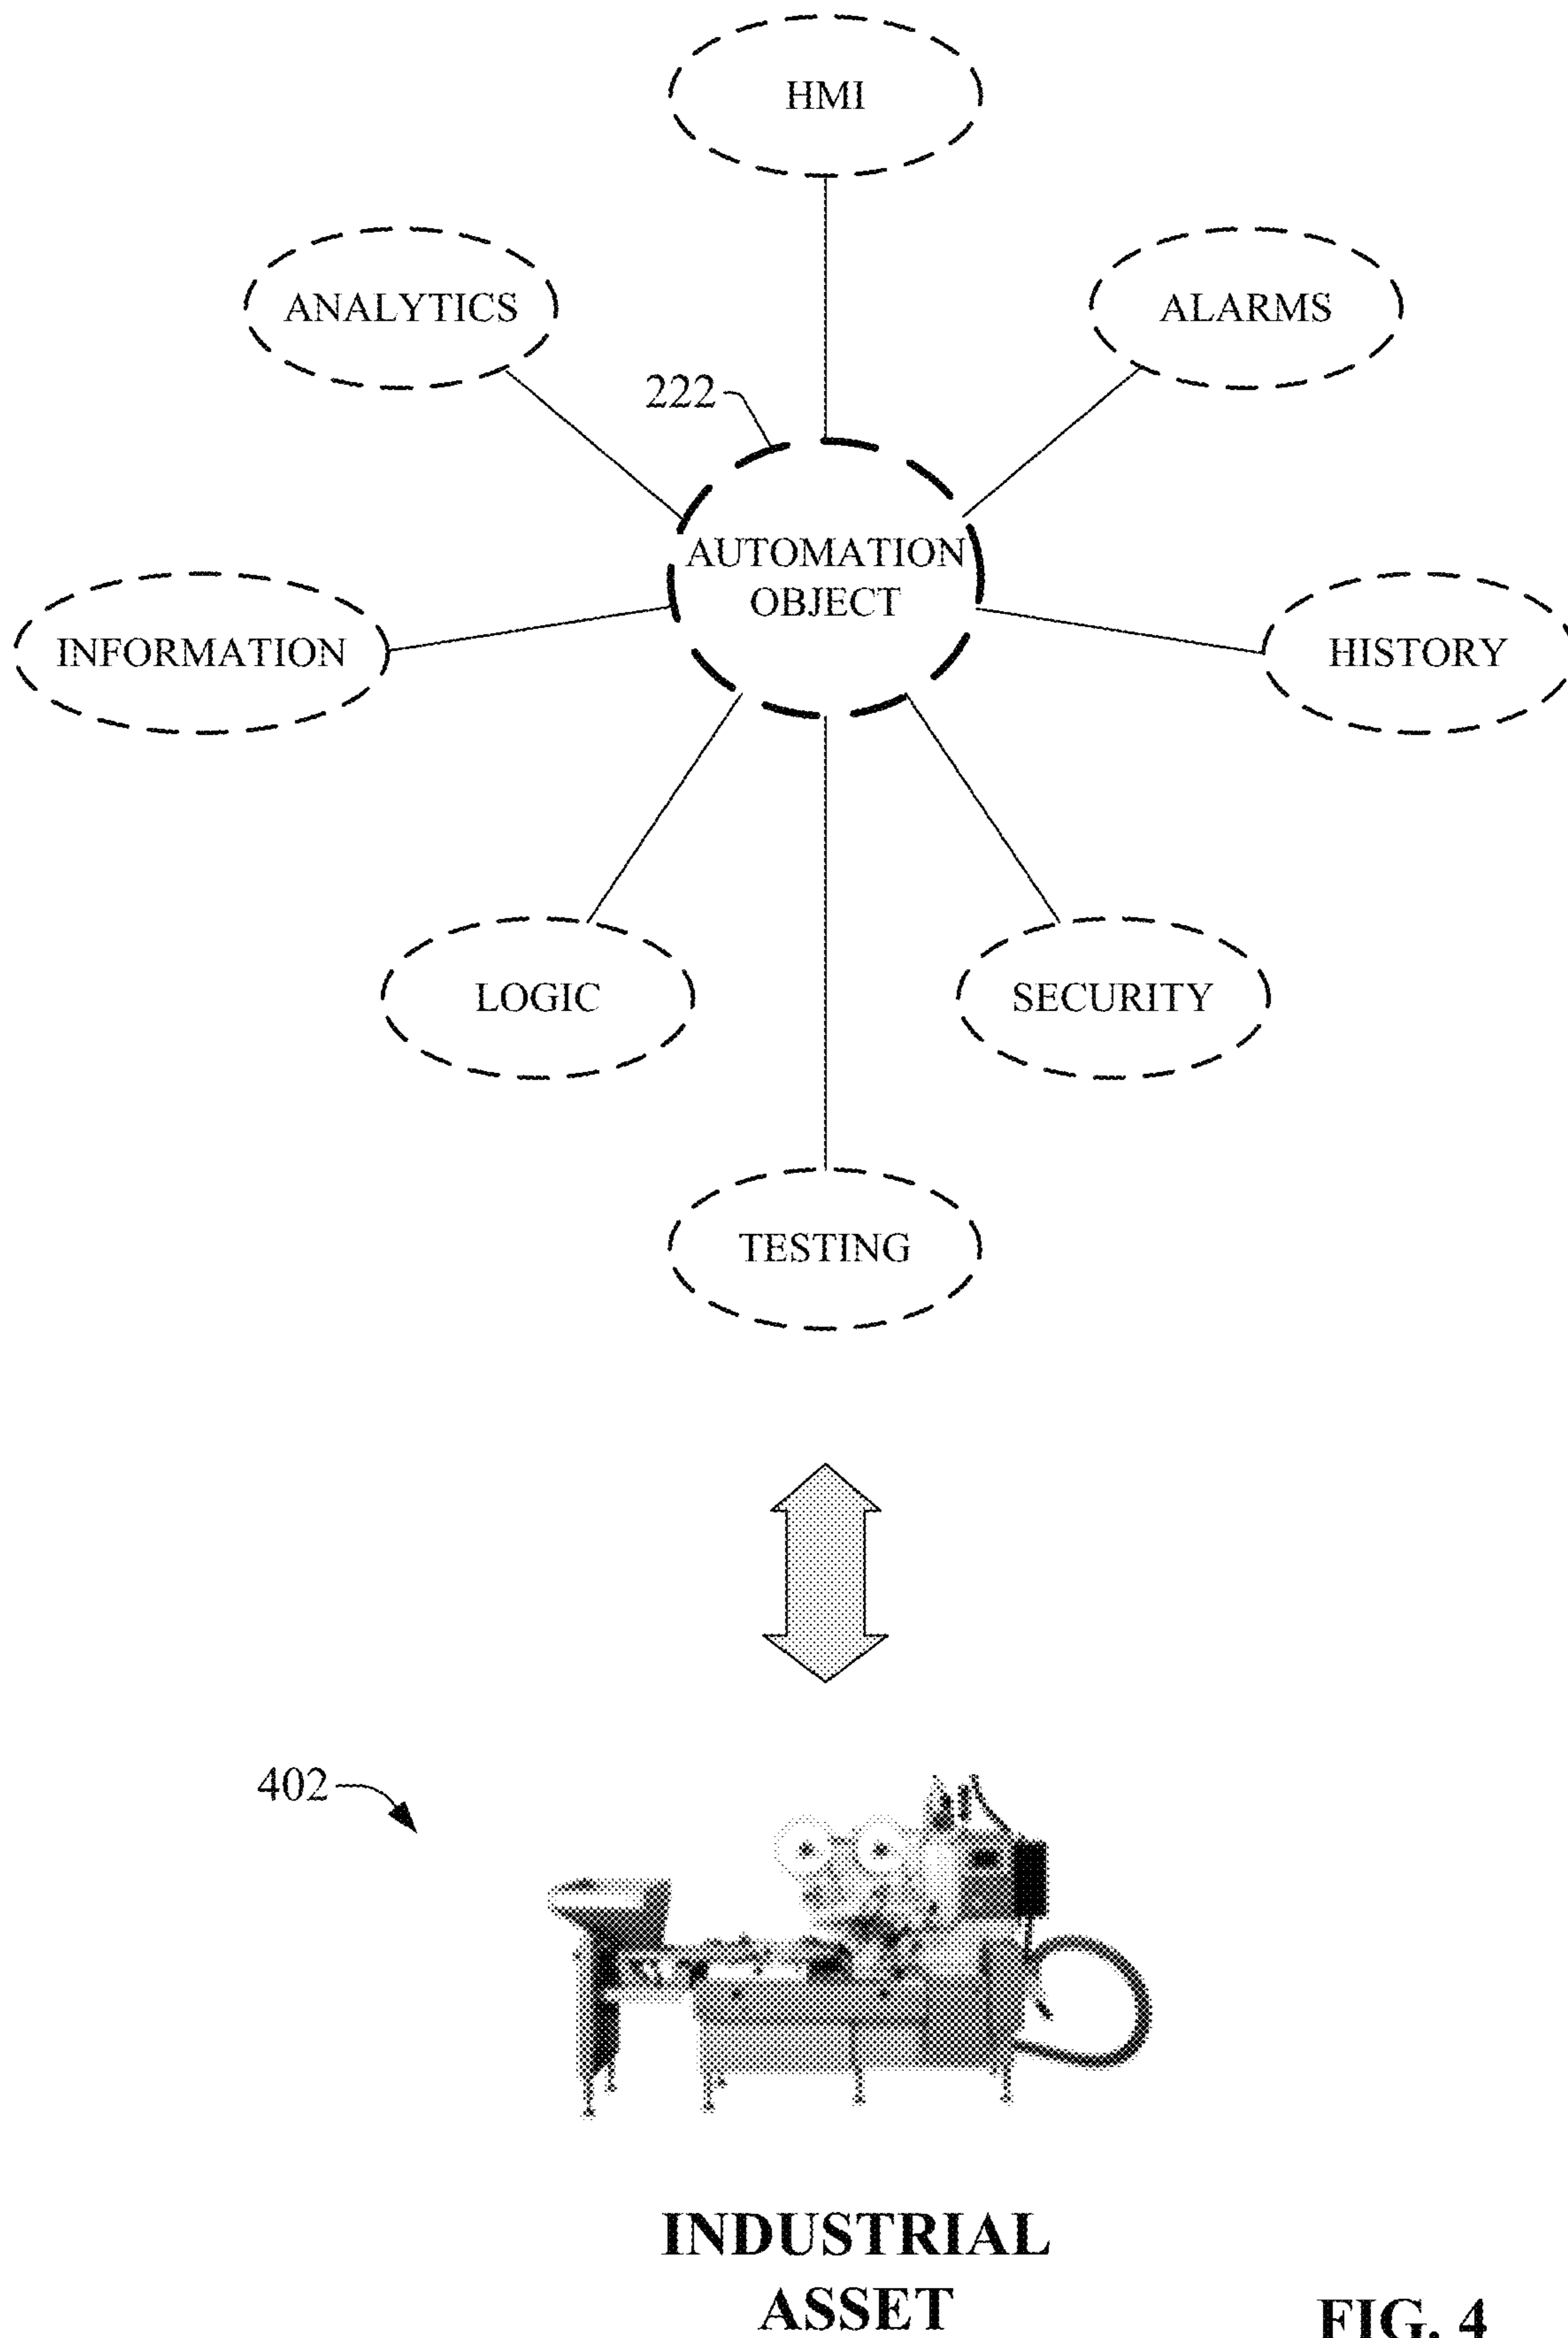 HMI
ANALYTICS
ALARMS
222
AUTOMATION
OBJECT
INFORMATION
HISTORY
LOGIC
SECURITY
TESTING
402
INDUSTRIAL
ASSET
FIG. 4